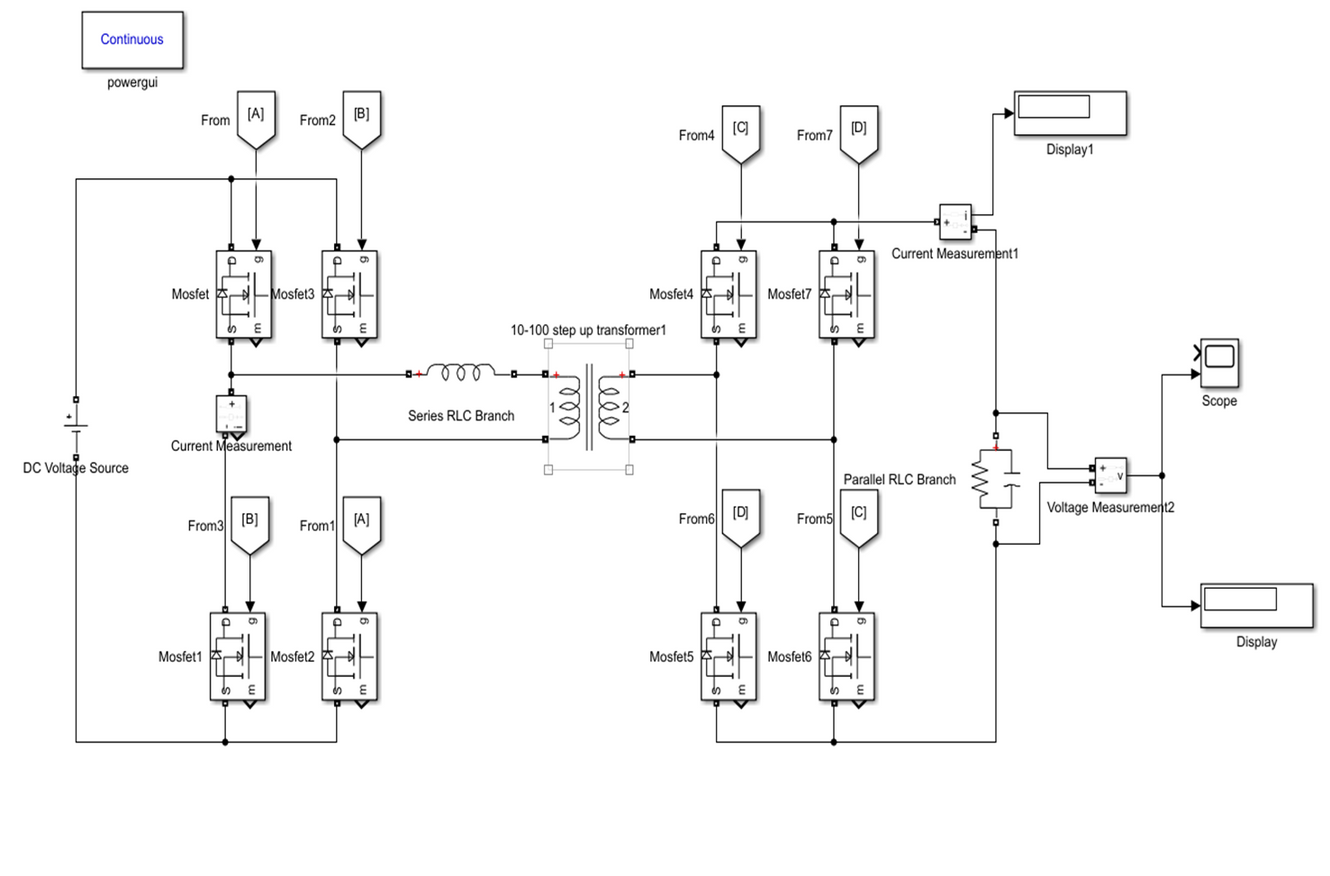 Continuous
powergui
From
[A]
From2
[B]
From4
[C]
From7
[D]
Display1
i
+
-
Current Measurement1
D
g
Mosfet
S
m
D
g
Mosfet3
S
m
D
g
Mosfet4
S
m
D
g
Mosfet7
S
m
10-100 step up transformer1
+
+
+
1
2
Series RLC Branch
Scope
+
DC Voltage Source
+
i
-
Current Measurement
+
Parallel RLC Branch
+
-
v
Voltage Measurement2
From3
[B]
From1
[A]
From6
[D]
From5
[C]
Display
D
g
Mosfet1
S
m
D
g
Mosfet2
S
m
D
g
Mosfet5
S
m
D
g
Mosfet6
S
m